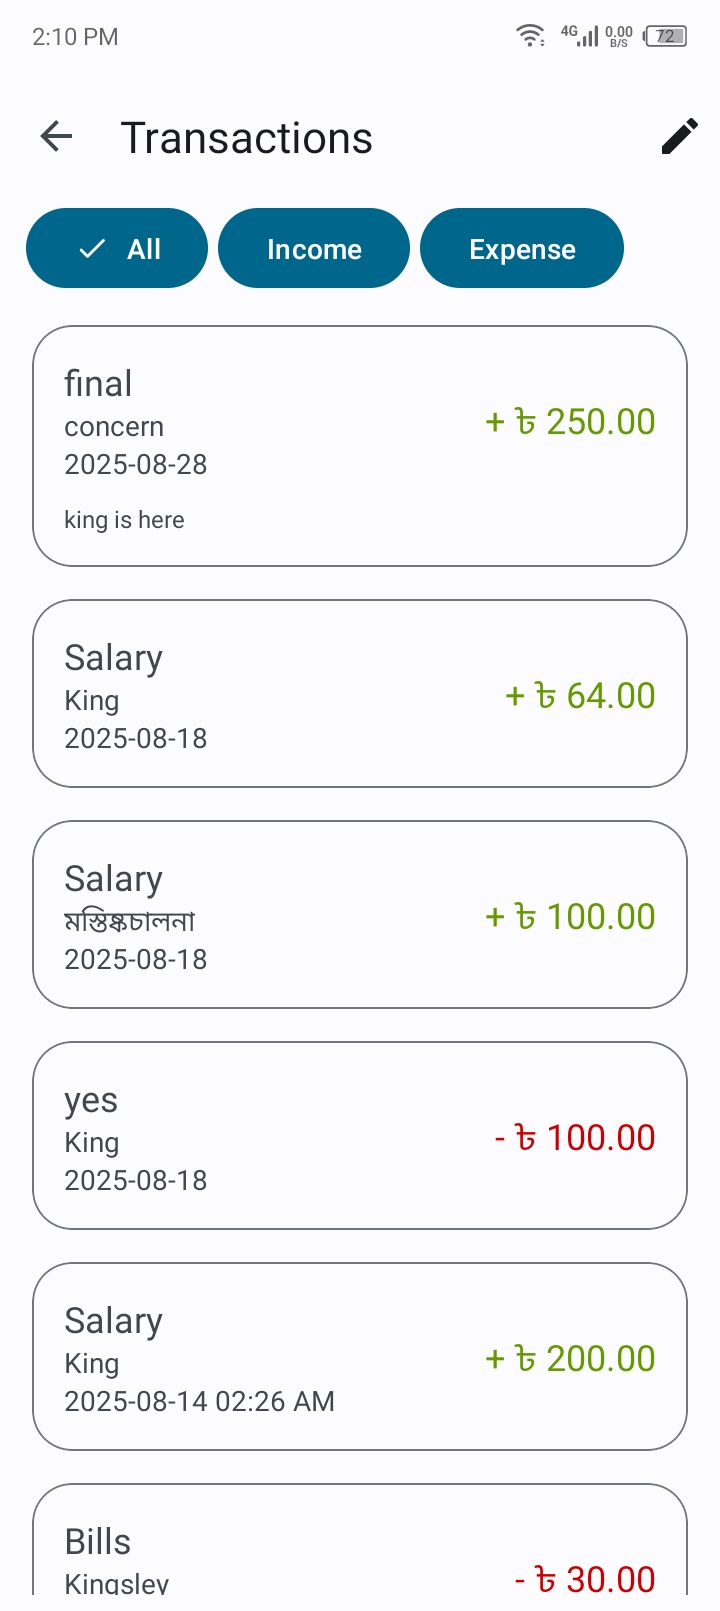 2:10 PM
4G 0.00 B/S 72
Transactions
All Income Expense
final
concern
+ ৳ 250.00
2025-08-28
king is here
Salary
King
+ ৳ 64.00
2025-08-18
Salary
মস্তিষ্কচালনা
+ ৳ 100.00
2025-08-18
yes
King
- ৳ 100.00
2025-08-18
Salary
King
+ ৳ 200.00
2025-08-14 02:26 AM
Bills
Kingsley
- ৳ 30.00